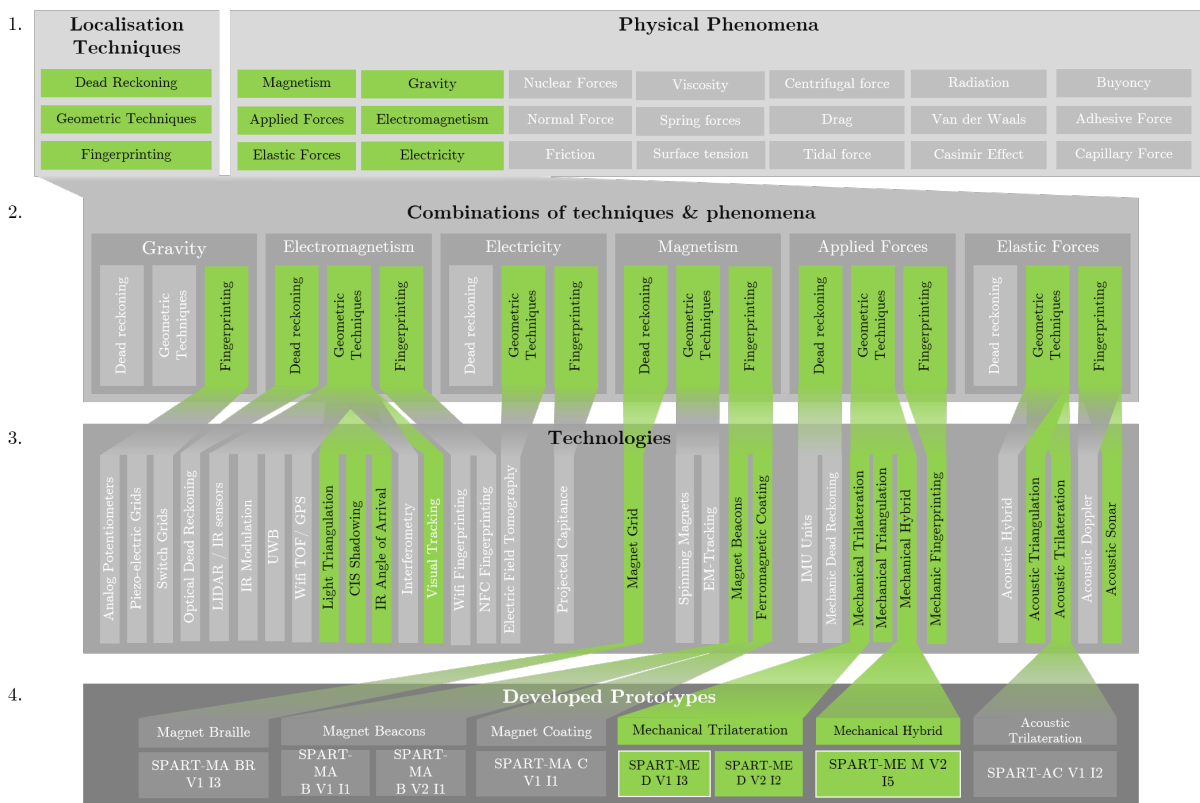 1.
Localisation
Techniques
Physical Phenomena
Dead Reckoning
Magnetism
Gravity
Nuclear Forces
Viscosity
Centrifugal force
Radiation
Buyoncy
Geometric Techniques
Applied Forces
Electromagnetism
Normal Force
Spring forces
Drag
Van der Waals
Adhesive Force
Fingerprinting
Elastic Forces
Electricity
Friction
Surface tension
Tidal force
Casimir Effect
Capillary Force
2.
Combinations of techniques & phenomena
Gravity
Electromagnetism
Electricity
Magnetism
Applied Forces
Elastic Forces
Dead reckoning
Geometric
Techniques
Fingerprinting
Dead reckoning
Geometric
Techniques
Fingerprinting
Dead reckoning
Geometric
Techniques
Fingerprinting
Dead reckoning
Geometric
Techniques
Fingerprinting
Dead reckoning
Geometric
Techniques
Fingerprinting
Dead reckoning
Geometric
Techniques
Fingerprinting
3.
Technologies
Analog Potentiometers
Piezo-electric Grids
Switch Grids
Optical Dead Reckoning
LIDAR / IR sensors
IR Modulation
UWB
Wifi TOF/ GPS
Light Triangulation
CIS Shadowing
IR Angle of Arrival
Interferometry
Visual Tracking
Wifi Fingerprinting
NFC Fingerprinting
Electric Field Tomography
Projected Capitance
Magnet Grid
Spinning Magnets
EM-Tracking
Magnet Beacons
Ferromagnetic Coating
IMU Units
Mechanic Dead Reckoning
Mechanical Trilateration
Mechanical Triangulation
Mechanical Hybrid
Mechanic Fingerprinting
Acoustic Hybrid
Acoustic Triangulation
Acoustic Trilateration
Acoustic Doppler
Acoustic Sonar
4.
Developed Prototypes
Magnet Braille
Magnet Beacons
Magnet Coating
Mechanical Trilateration
Mechanical Hybrid
Acoustic
Trilateration
SPART-MA BR
V1 I3
SPART-
MA
B V1 I1
SPART-
MA
B V2 I1
SPART-MA C
V1 I1
SPART-ME
D V1 I3
SPART-ME
D V2 I2
SPART-ME M V2
I5
SPART-AC V1 I2